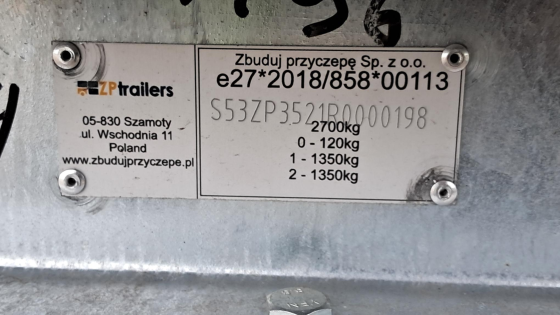 ZPtrailers
05-830 Szamoty
ul. Wschodnia 11
Poland
www.zbudujprzyczepe.pl
Zbuduj przyczepę Sp. z o.o.
e27*2018/858*00113
S53ZP3521R0000198
2700kg
0 - 120kg
1 - 1350kg
2 - 1350kg